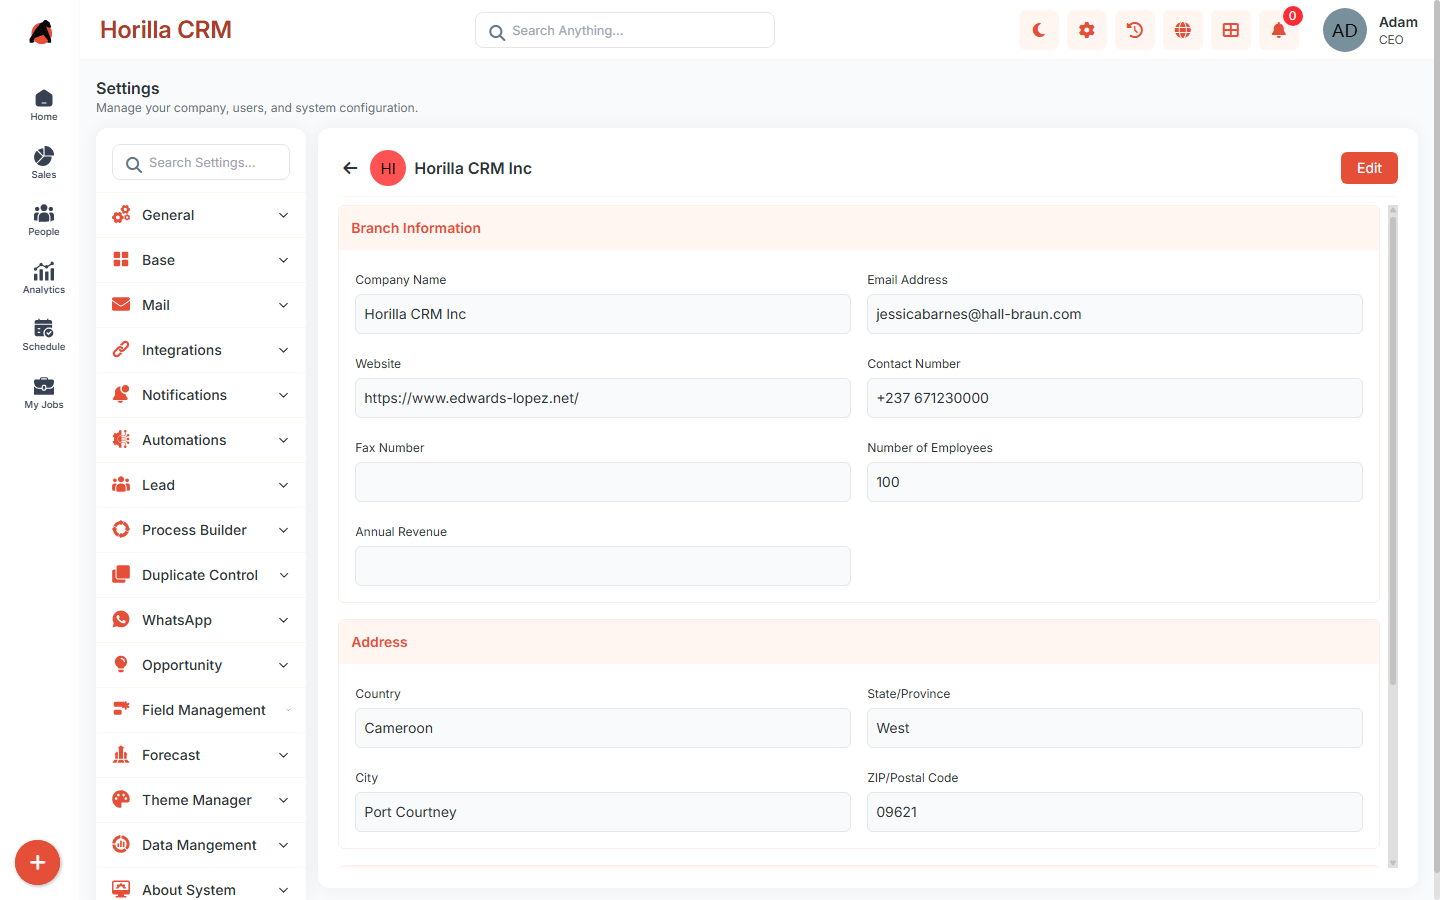 Horilla CRM
Search Anything...
0
AD
Adam
CEO
Home
Sales
People
Analytics
Schedule
My Jobs
Settings
Manage your company, users, and system configuration.
Search Settings...
General
Base
Mail
Integrations
Notifications
Automations
Lead
Process Builder
Duplicate Control
WhatsApp
Opportunity
Field Management
Forecast
Theme Manager
Data Mangement
About System
HI
Horilla CRM Inc
Edit
Branch Information
Company Name
Horilla CRM Inc
Email Address
jessicabarnes@hall-braun.com
Website
https://www.edwards-lopez.net/
Contact Number
+237 671230000
Fax Number
Number of Employees
100
Annual Revenue
Address
Country
Cameroon
State/Province
West
City
Port Courtney
ZIP/Postal Code
09621